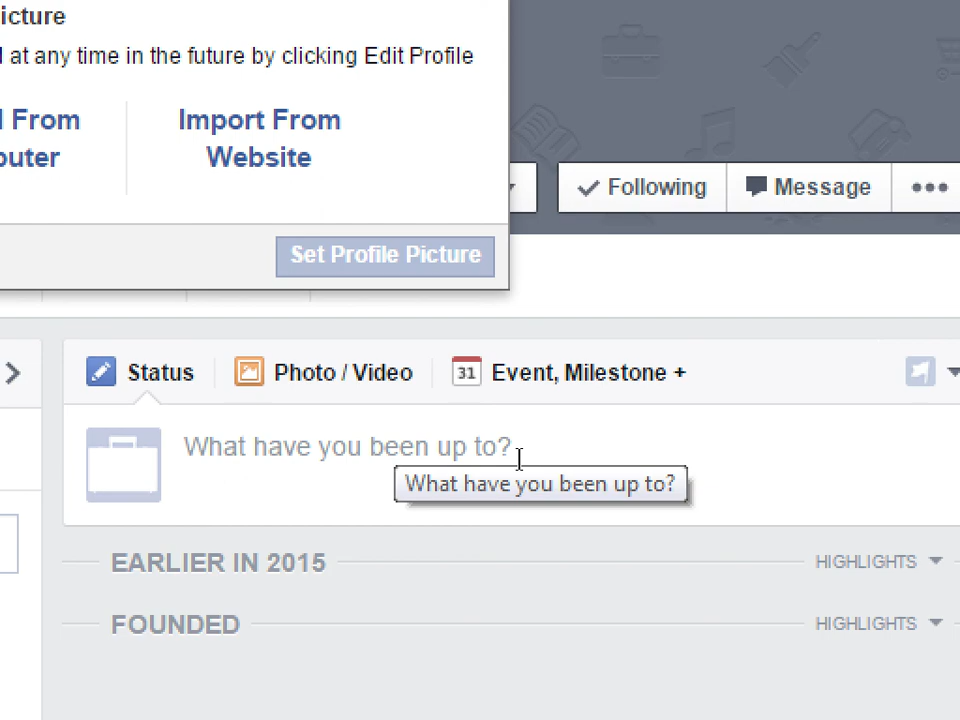 icture
at any time in the future by clicking Edit Profile
From
Import From
Website
Following
Message
Set Profile Picture
Status
Photo / Video
31
Event, Milestone +
What have you been up to?
What have you been up to?
EARLIER IN 2015
HIGHLIGHTS
FOUNDED
HIGHLIGHTS